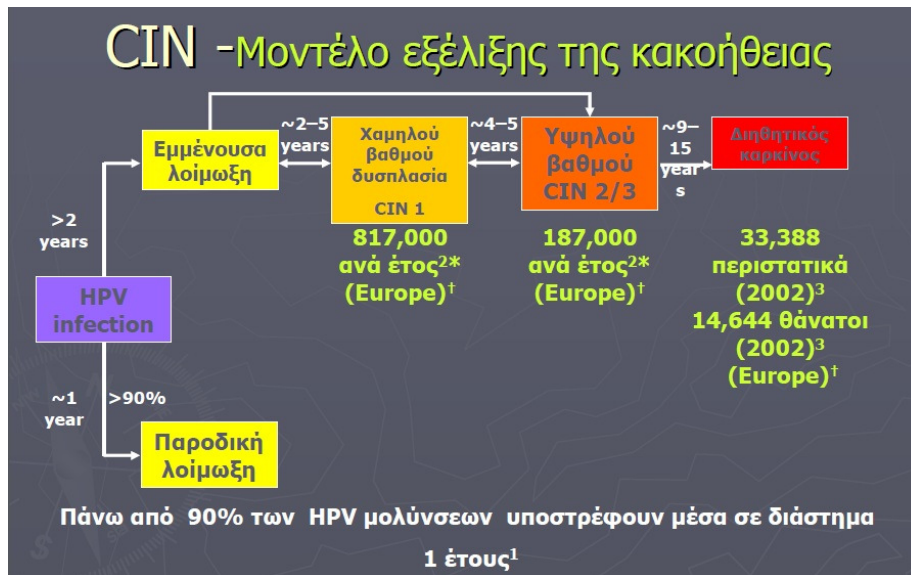 CIN -Μοντέλο εξέλιξης της κακοήθειας
Εμμένουσα
λοίμωξη
~2–5
years
Χαμηλού
βαθμού
δυσπλασία
CIN 1
~4–5
years
Υψηλού
βαθμού
CIN 2/3
~9–
15
year
s
Διηθητικός
καρκίνος
>2
years
817,000
ανά έτος²*
(Europe)†
187,000
ανά έτος²*
(Europe)†
33,388
περιστατικά
(2002)³
14,644 θάνατοι
(2002)³
(Europe)†
HPV
infection
~1
year
>90%
Παροδική
λοίμωξη
Πάνω από 90% των HPV μολύνσεων υποστρέφουν μέσα σε διάστημα
1 έτους¹